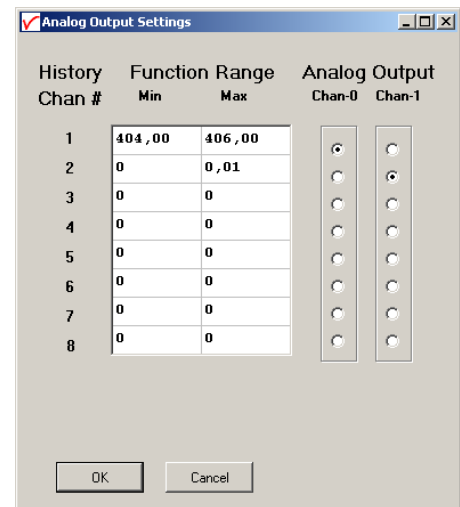 Analog Output Settings
History Function Range Analog Output
Chan # Min Max Chan-0 Chan-1
1 404,00 406,00
2 0 0,01
3 0 0
4 0 0
5 0 0
6 0 0
7 0 0
8 0 0
OK Cancel